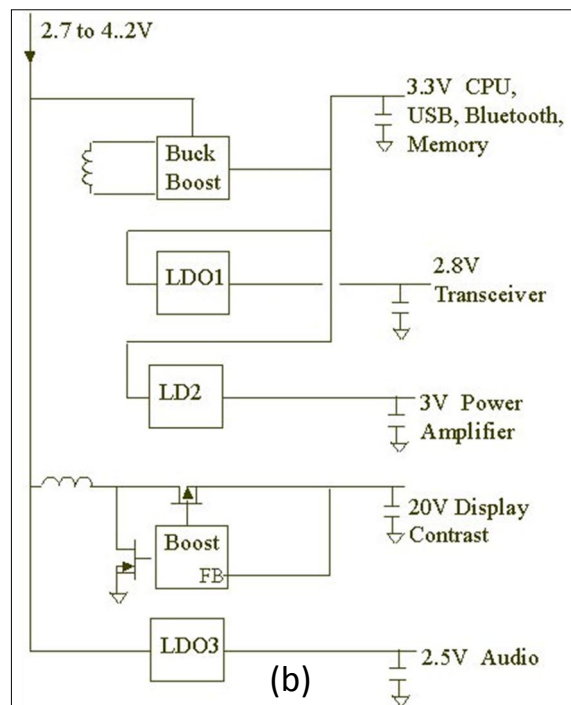 2.7 to 4..2V
3.3V CPU,
USB, Bluetooth,
Memory
Buck
Boost
LDO1
2.8V
Transceiver
LD2
3V Power
Amplifier
20V Display
Contrast
Boost
FB
LDO3
2.5V Audio
(b)